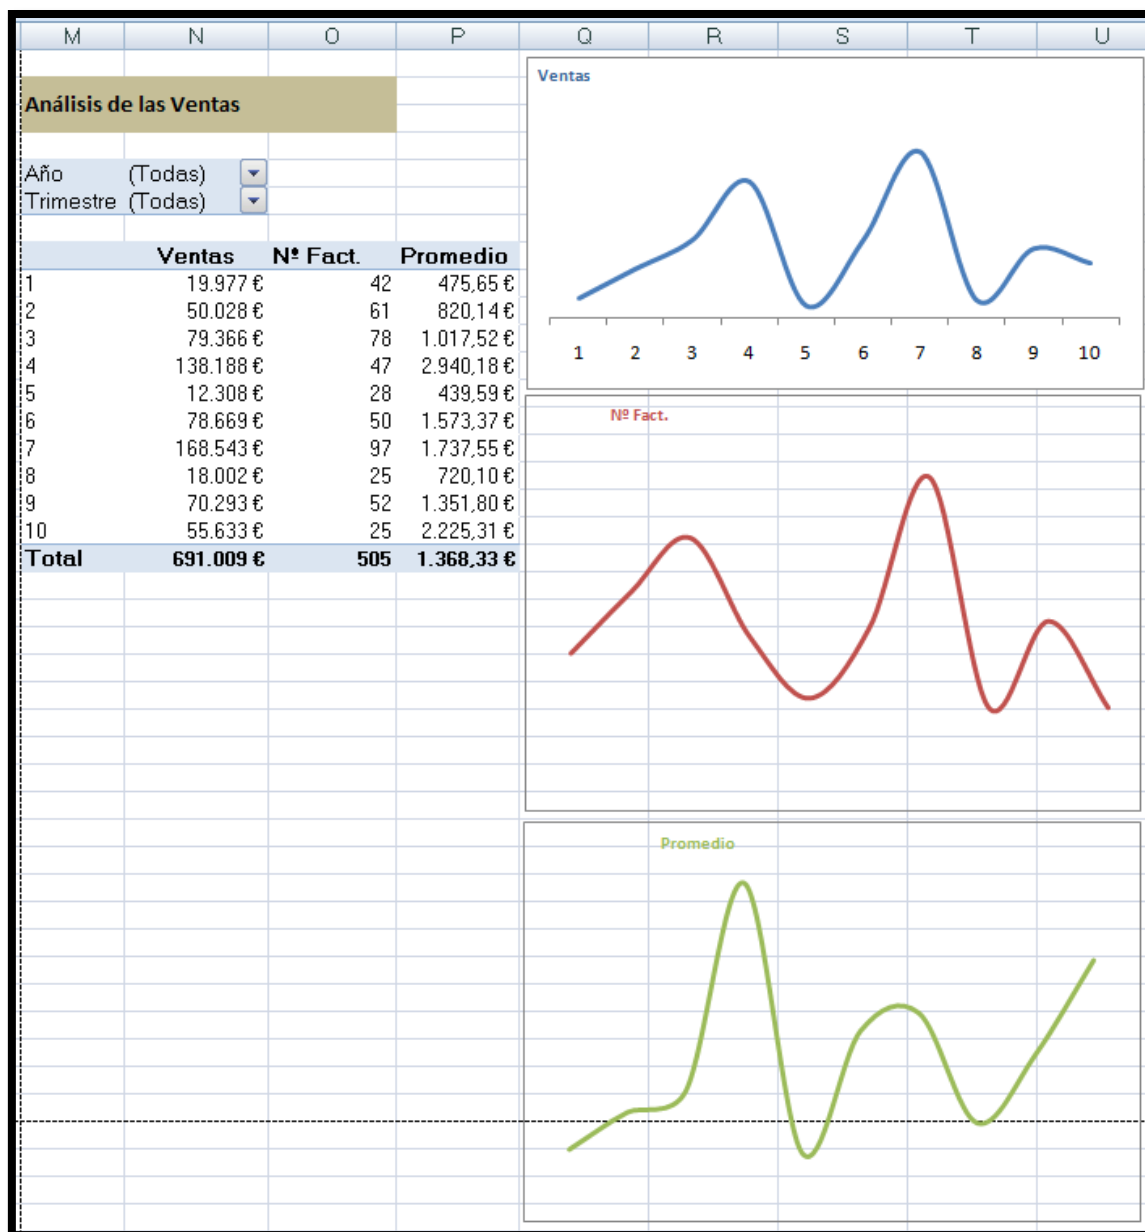 M N O P Q R S T U
Análisis de las Ventas
Año (Todas)
Trimestre (Todas)
Ventas Nº Fact. Promedio
1 19.977 € 42 475,65 €
2 50.028 € 61 820,14 €
3 79.366 € 78 1.017,52 €
4 138.188 € 47 2.940,18 €
5 12.308 € 28 439,59 €
6 78.669 € 50 1.573,37 €
7 168.543 € 97 1.737,55 €
8 18.002 € 25 720,10 €
9 70.293 € 52 1.351,80 €
10 55.633 € 25 2.225,31 €
Total 691.009 € 505 1.368,33 €
Ventas
1 2 3 4 5 6 7 8 9 10
Nº Fact.
Promedio